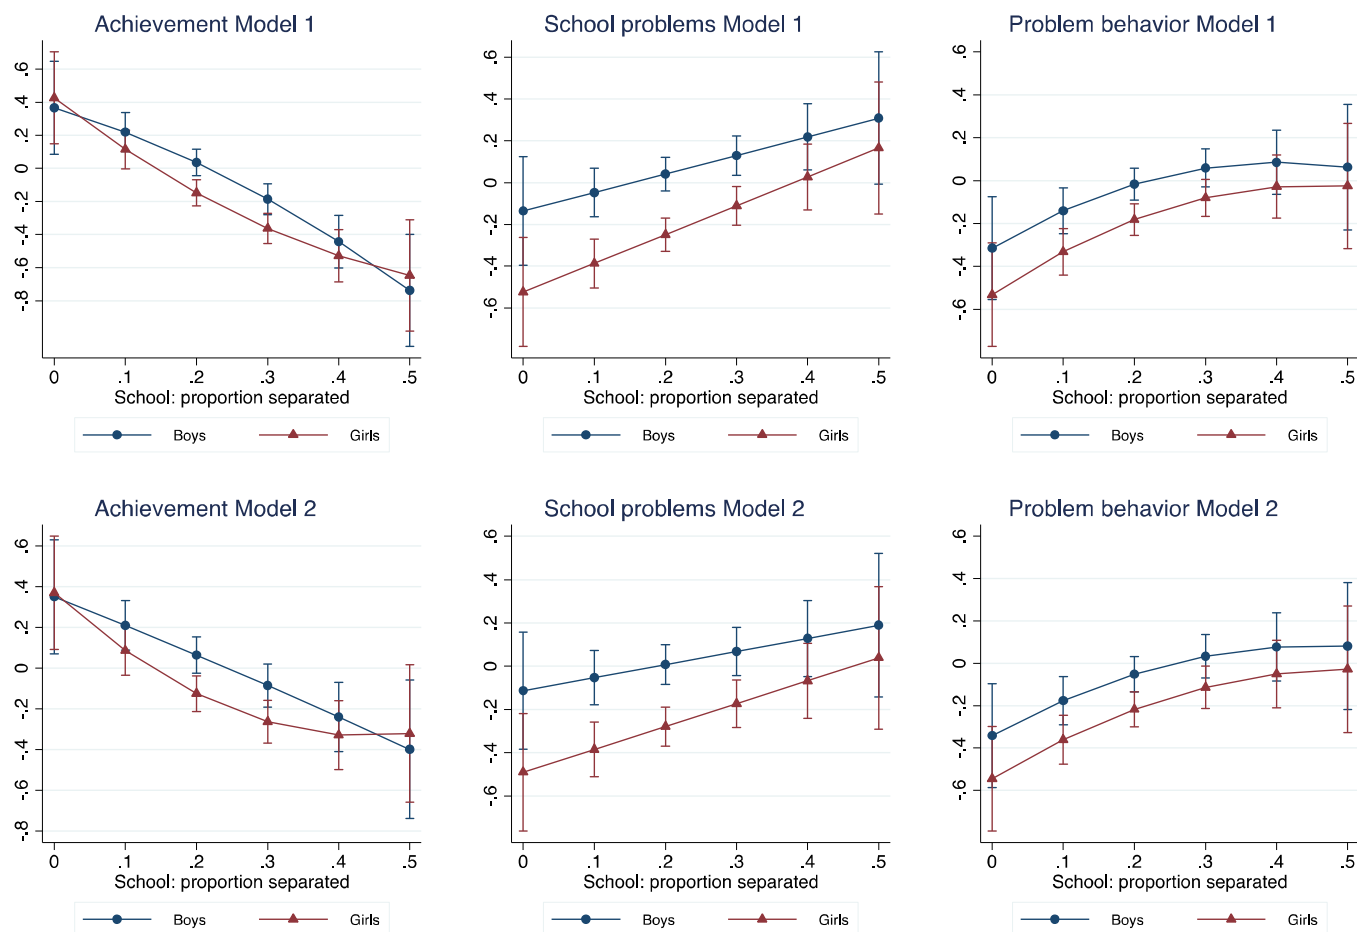 Achievement Model 1
.6
.4
.2
0
-.2
-.4
-.6
-.8
0 .1 .2 .3 .4 .5
School: proportion separated
Boys Girls
School problems Model 1
.6
.4
.2
0
-.2
-.4
-.6
0 .1 .2 .3 .4 .5
School: proportion separated
Boys Girls
Problem behavior Model 1
.6
.4
.2
0
-.2
-.4
-.6
0 .1 .2 .3 .4 .5
School: proportion separated
Boys Girls
Achievement Model 2
.6
.4
.2
0
-.2
-.4
-.6
-.8
0 .1 .2 .3 .4 .5
School: proportion separated
Boys Girls
School problems Model 2
.6
.4
.2
0
-.2
-.4
-.6
0 .1 .2 .3 .4 .5
School: proportion separated
Boys Girls
Problem behavior Model 2
.6
.4
.2
0
-.2
-.4
-.6
0 .1 .2 .3 .4 .5
School: proportion separated
Boys Girls